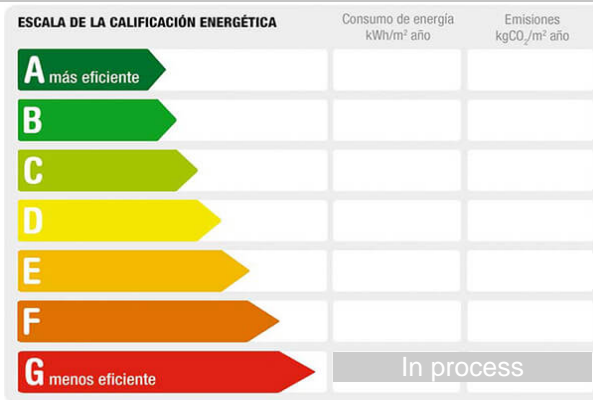 ESCALA DE LA CALIFICACIÓN ENERGÉTICA
Consumo de energía
kWh/m² año
Emisiones
kgCO₂/m² año
A más eficiente
B
C
D
E
F
G menos eficiente
In process